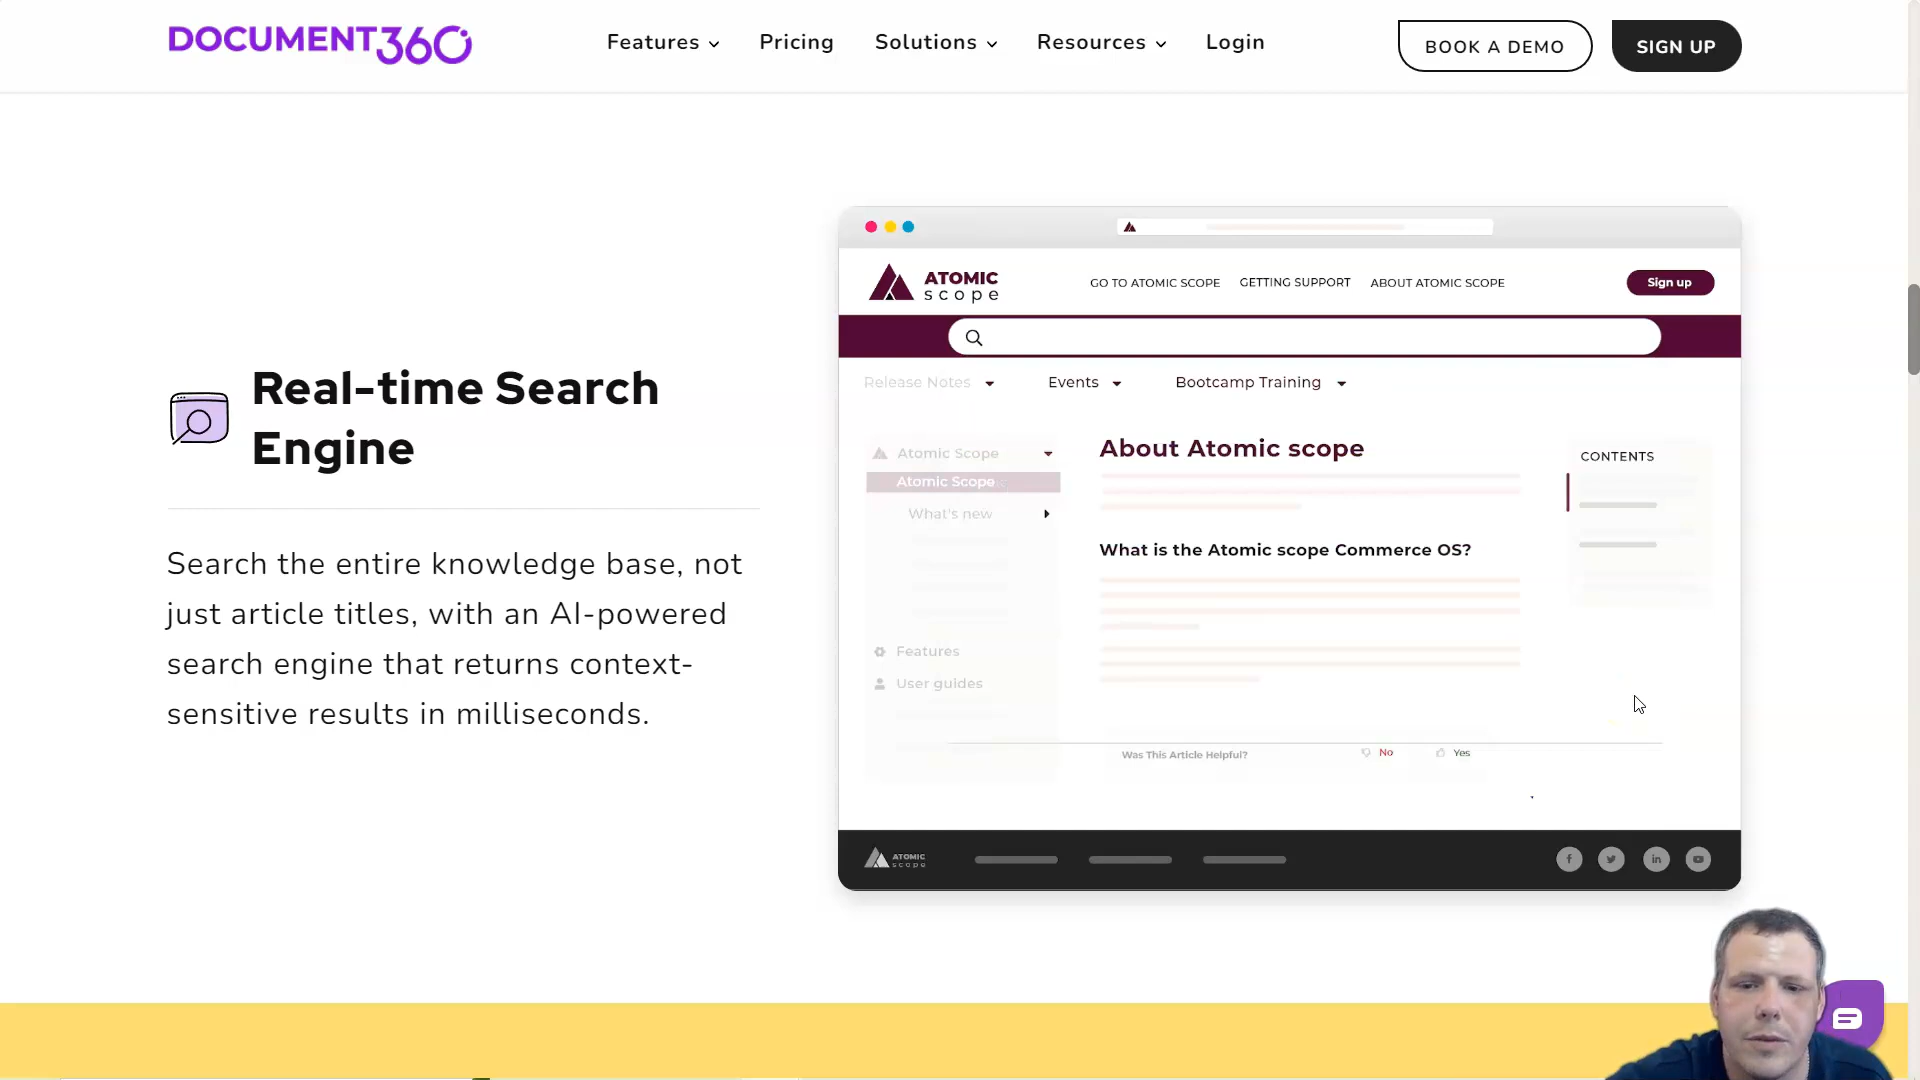 DOCUMENT360
Features
Pricing
Solutions
Resources
Login
BOOK A DEMO
SIGN UP
Real-time Search
Engine
Search the entire knowledge base, not
just article titles, with an AI-powered
search engine that returns context-
sensitive results in milliseconds.
ATOMIC
scope
GO TO ATOMIC SCOPE
GETTING SUPPORT
ABOUT ATOMIC SCOPE
Sign up
Release Notes
Events
Bootcamp Training
Atomic Scope
Atomic Scope
What's new
Features
User guides
About Atomic scope
What is the Atomic scope Commerce OS?
CONTENTS
Was This Article Helpful?
No
Yes
ATOMIC
scope